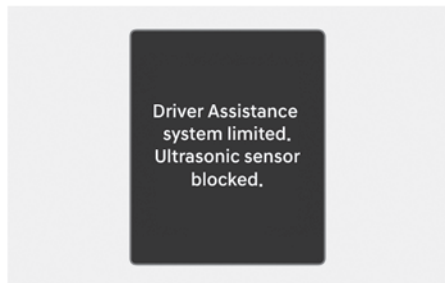 Driver Assistance
system limited.
Ultrasonic sensor
blocked.